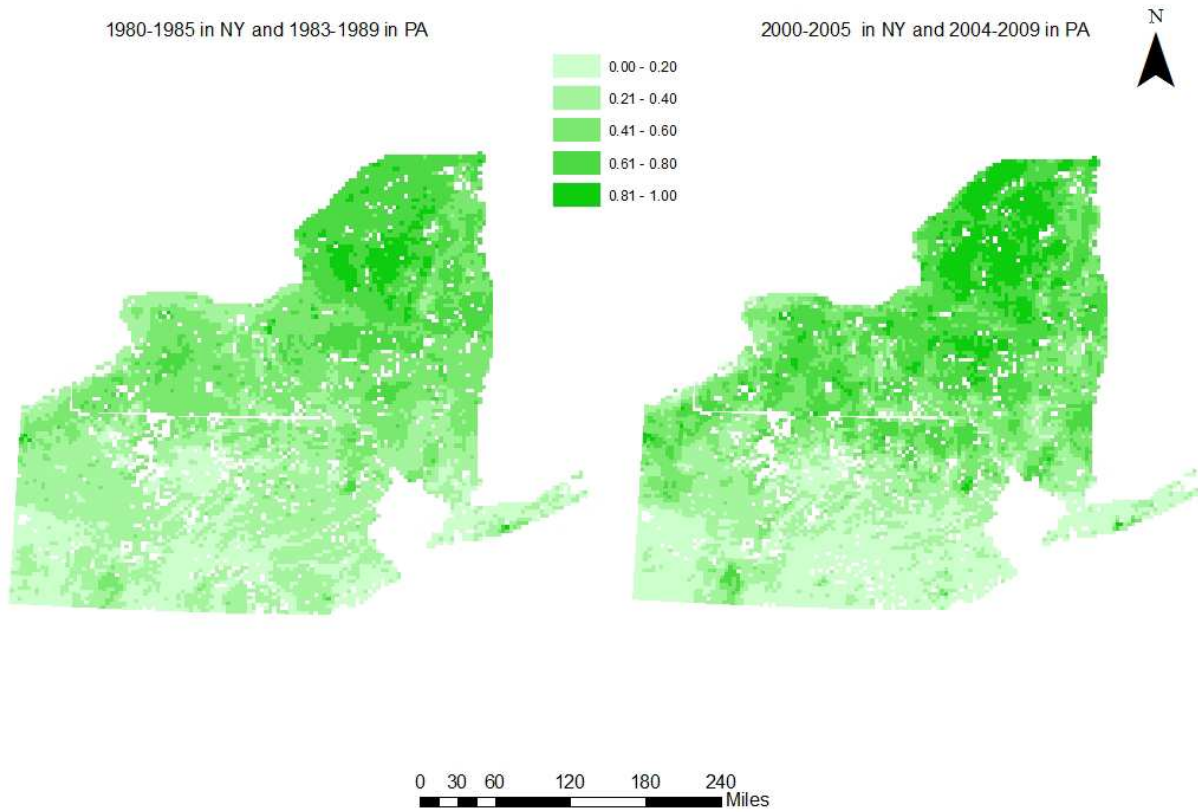 1980-1985 in NY and 1983-1989 in PA
2000-2005 in NY and 2004-2009 in PA
N
0.00 - 0.20
0.21 - 0.40
0.41 - 0.60
0.61 - 0.80
0.81 - 1.00
0 30 60 120 180 240
Miles